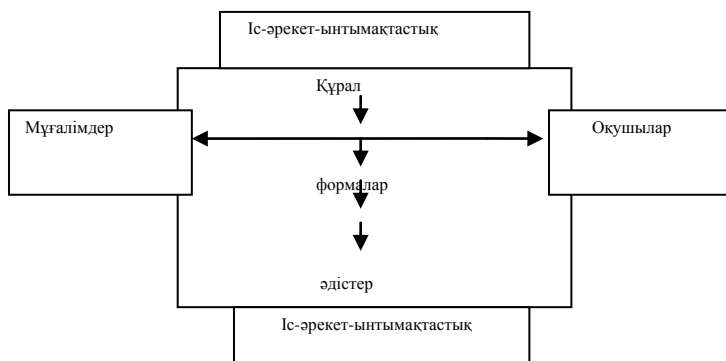 Іс-әрекет-ынтымақтастық
Құрал
Мұғалімдер
Оқушылар
формалар
әдістер
Іс-әрекет-ынтымақтастық